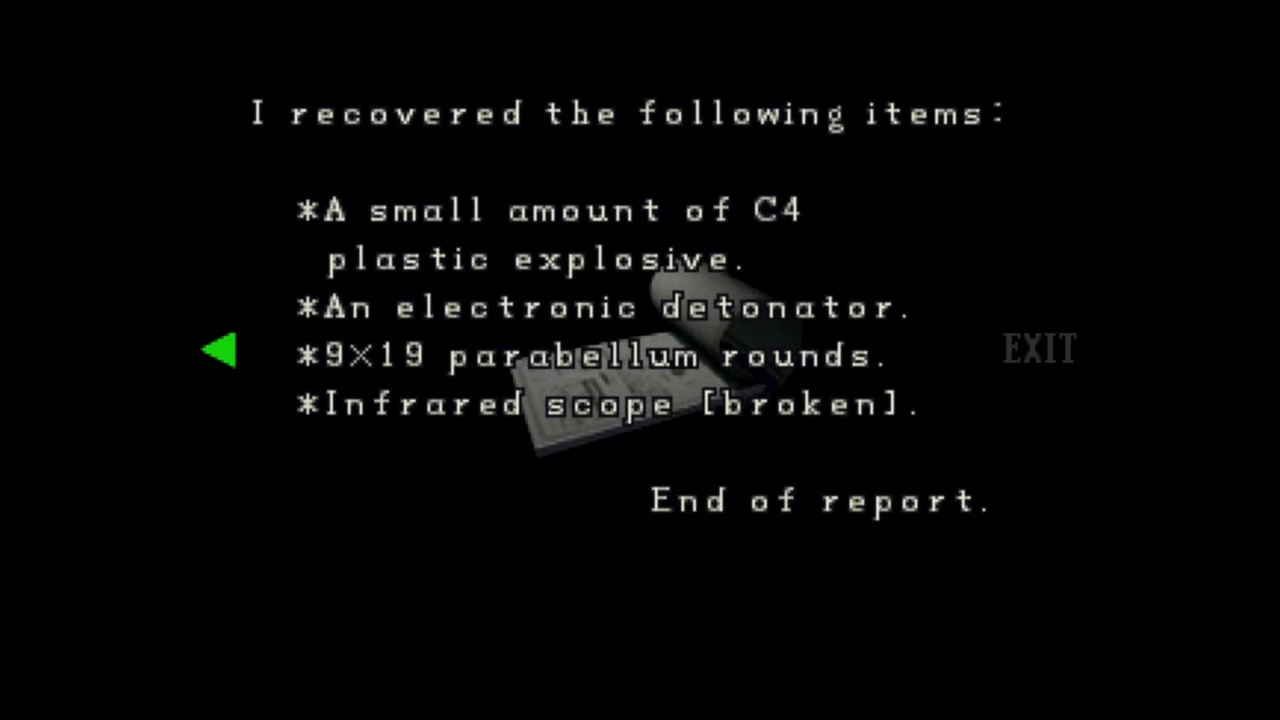 I recovered the following items:
*A small amount of C4
plastic explosive.
*An electronic detonator.
*9×19 parabellum rounds.
EXIT
*Infrared scope [broken].
End of report.